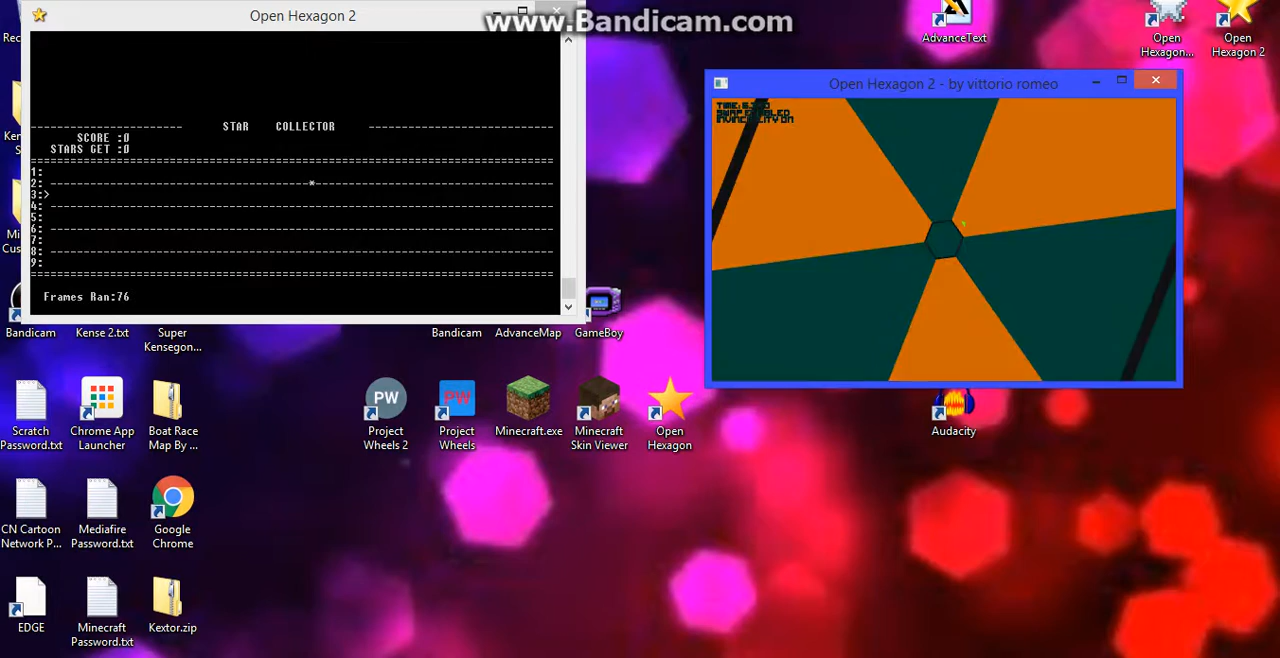 www.Bandicam.com
Open Hexagon 2
STAR COLLECTOR
SCORE :0
STARS GET :0
1:
2:
*
3:>
4:
5:
6:
7:
8:
9:
Frames Ran:76
Open Hexagon 2 - by vittorio romeo
AdvanceText
Open Hexagon...
Open Hexagon 2
Bandicam
Kense 2.txt
Super Kensegon...
Bandicam
AdvanceMap
GameBoy
Scratch Password.txt
Chrome App Launcher
Boat Race Map By ...
PW
Project Wheels 2
PW
Project Wheels
Minecraft.exe
Minecraft Skin Viewer
Open Hexagon
Audacity
CN Cartoon Network P...
Mediafire Password.txt
Google Chrome
EDGE
Minecraft Password.txt
Kextor.zip